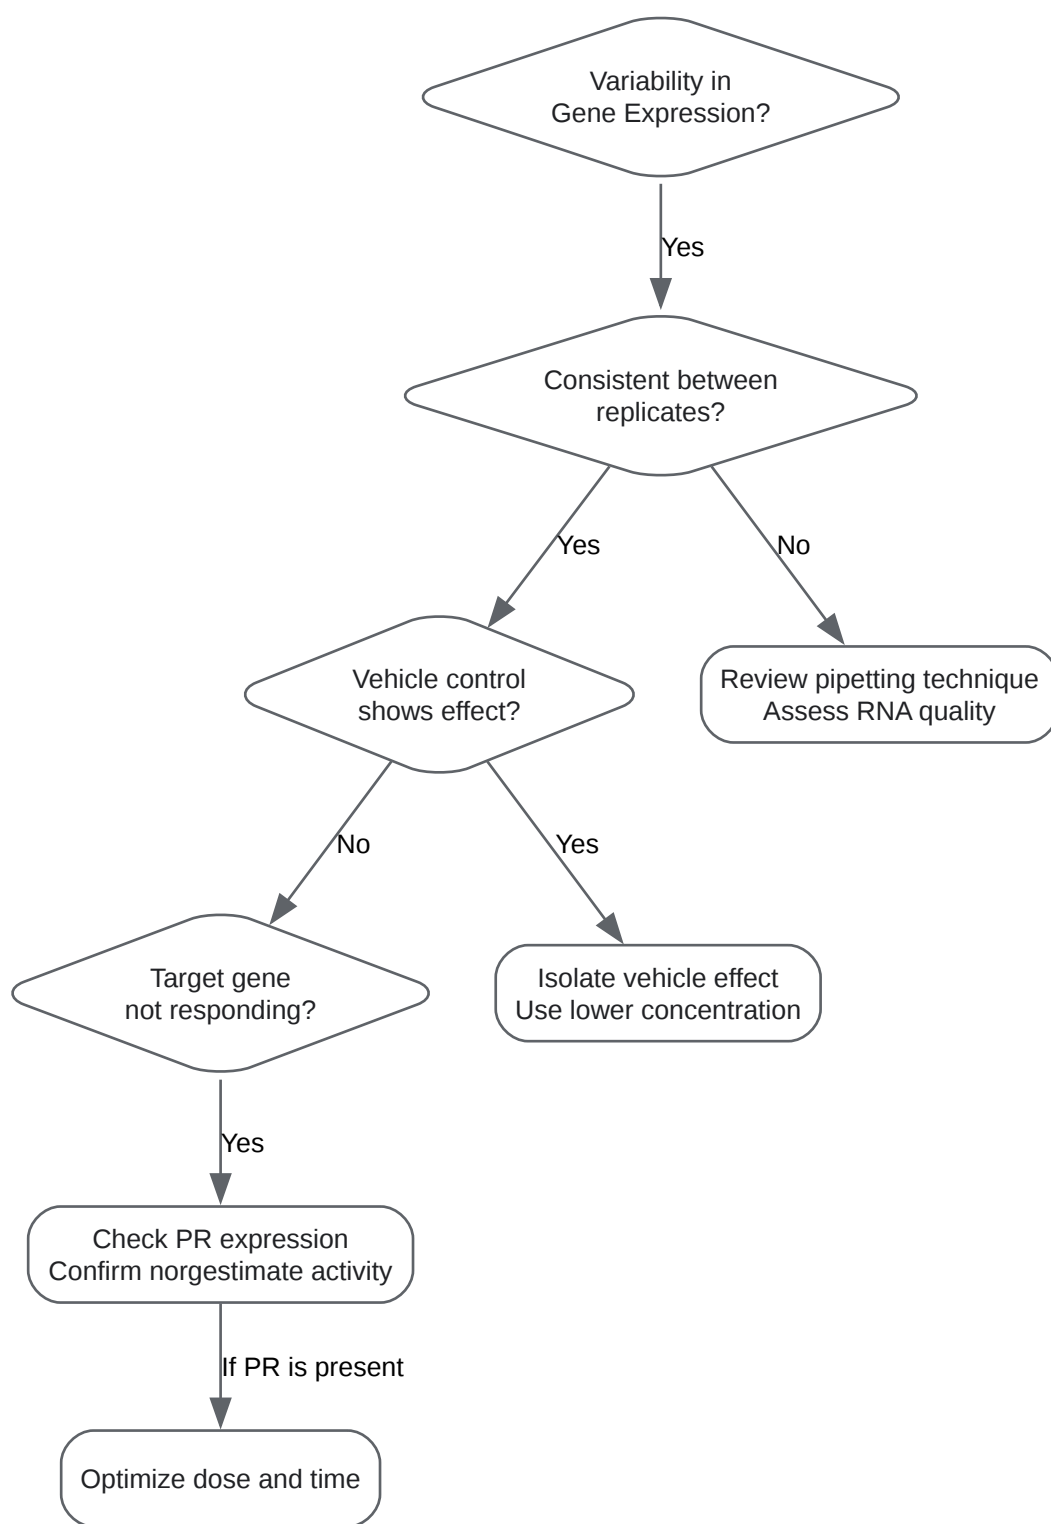 Variability in
Gene Expression?
Yes
Consistent between
replicates?
Yes
No
Vehicle control
shows effect?
Review pipetting technique
Assess RNA quality
No
Yes
Target gene
not responding?
Isolate vehicle effect
Use lower concentration
Yes
Check PR expression
Confirm norgestimate activity
If PR is present
Optimize dose and time